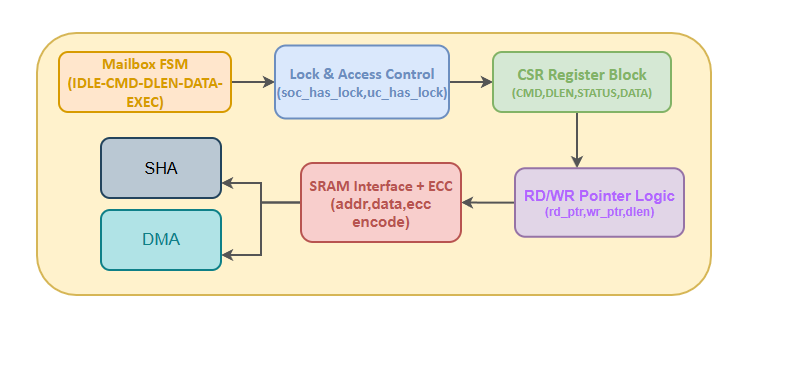 Mailbox FSM
(IDLE-CMD-DLEN-DATA-
EXEC)
Lock & Access Control
(soc_has_lock,uc_has_lock)
CSR Register Block
(CMD,DLEN,STATUS,DATA)
SHA
SRAM Interface + ECC
(addr,data,ecc
encode)
RD/WR Pointer Logic
(rd_ptr,wr_ptr,dlen)
DMA